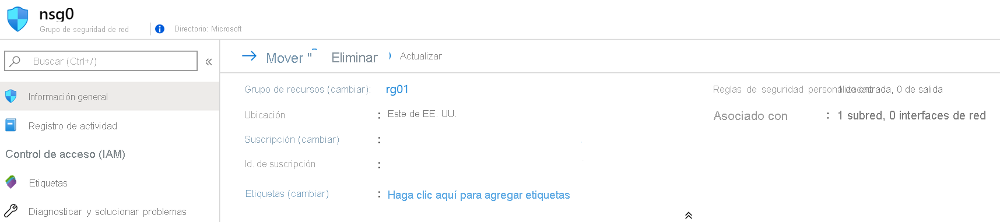 nsg0
Grupo de seguridad de red
Directorio: Microsoft
Buscar (Ctrl+/)
«
Información general
Registro de actividad
Control de acceso (IAM)
Etiquetas
Diagnosticar y solucionar problemas
Mover "
Eliminar
Actualizar
Grupo de recursos (cambiar): rg01
Ubicación : Este de EE. UU.
Suscripción (cambiar) :
Id. de suscripción :
Etiquetas (cambiar) : Haga clic aquí para agregar etiquetas
Reglas de seguridad 1 de entrada, 0 de salida
Asociado con : 1 subred, 0 interfaces de red